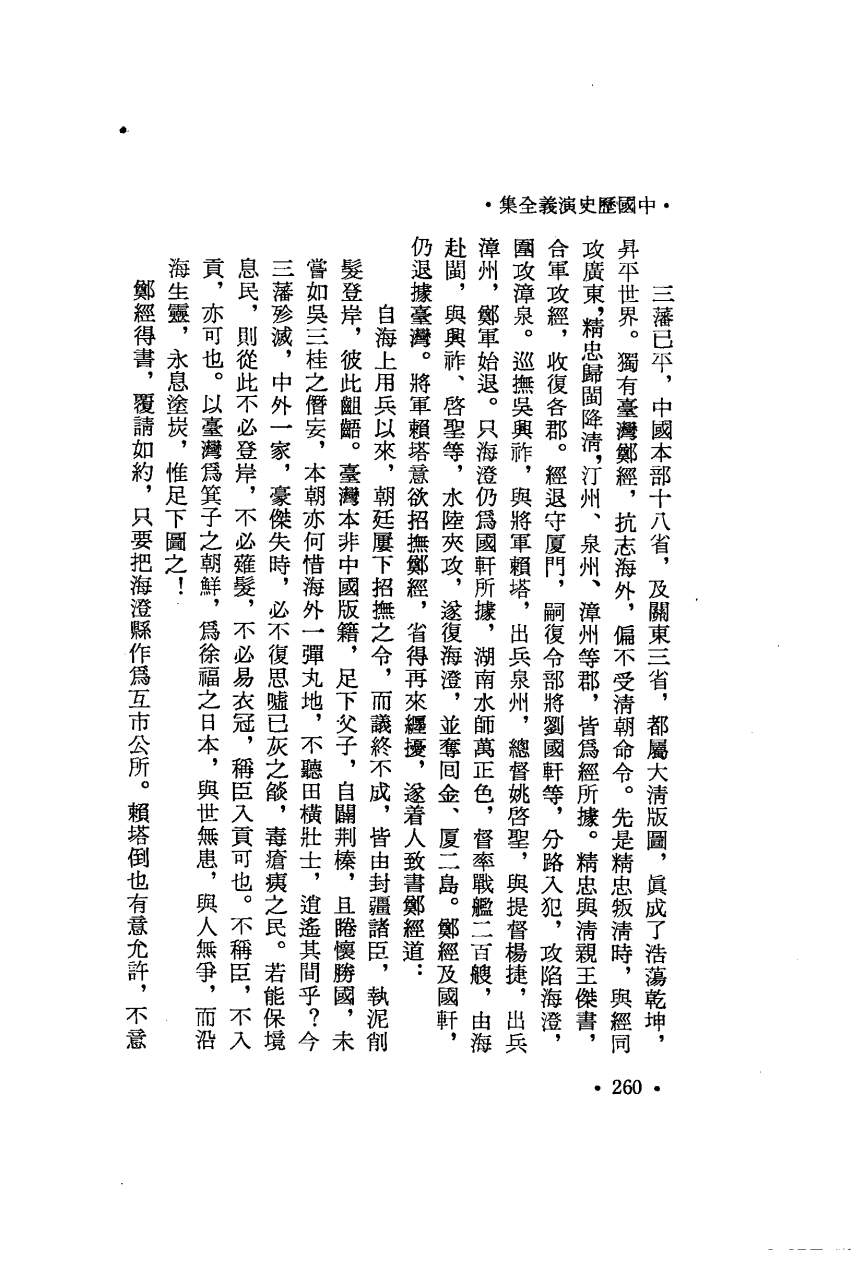 •集全義演史歷國中•
三藩已平，中國本部十八省，及關東三省，都屬大清版圖，眞成了浩蕩乾坤，
昇平世界。獨有臺灣鄭經，抗志海外，偏不受淸朝命令。先是精忠叛淸時，與經同
攻廣東，精忠歸閩降淸，汀州、泉州、漳州等郡，皆爲經所據。精忠與淸親王傑書，
合軍攻經，收復各郡。經退守厦門，嗣復令部將劉國軒等，分路入犯，攻陷海澄，
圍攻漳泉。巡撫吳興祚，與將軍賴塔，出兵泉州，總督姚啓聖，與提督楊捷，出兵
漳州，鄭軍始退。只海澄仍爲國軒所據，湖南水師萬正色，督率戰艦二百艘，由海
赴閩，與興祚、啓聖等，水陸夾攻，遂復海澄，並奪囘金、厦二島。鄭經及國軒，
仍退據臺灣。將軍賴塔意欲招撫鄭經，省得再來纒擾，遂着人致書鄭經道：
自海上用兵以來，朝廷屢下招撫之令，而議終不成，皆由封疆諸臣，執泥削
髮登岸，彼此齟齬。臺灣本非中國版籍，足下父子，自闢荆榛，且睠懷勝國，未
嘗如吳三桂之僭妄，本朝亦何惜海外一彈丸地，不聽田橫壯士，逍遙其間乎？今
三藩殄滅，中外一家，豪傑失時，必不復思噓已灰之燄，毒瘡痍之民。若能保境
息民，則從此不必登岸，不必薙髮，不必易衣冠，稱臣入貢可也。不稱臣，不入
貢，亦可也。以臺灣爲箕子之朝鮮，爲徐福之日本，與世無患，與人無爭，而沿
海生靈，永息塗炭，惟足下圖之！
鄭經得書，覆請如約，只要把海澄縣作爲互市公所。賴塔倒也有意允許，不意
• 260 •